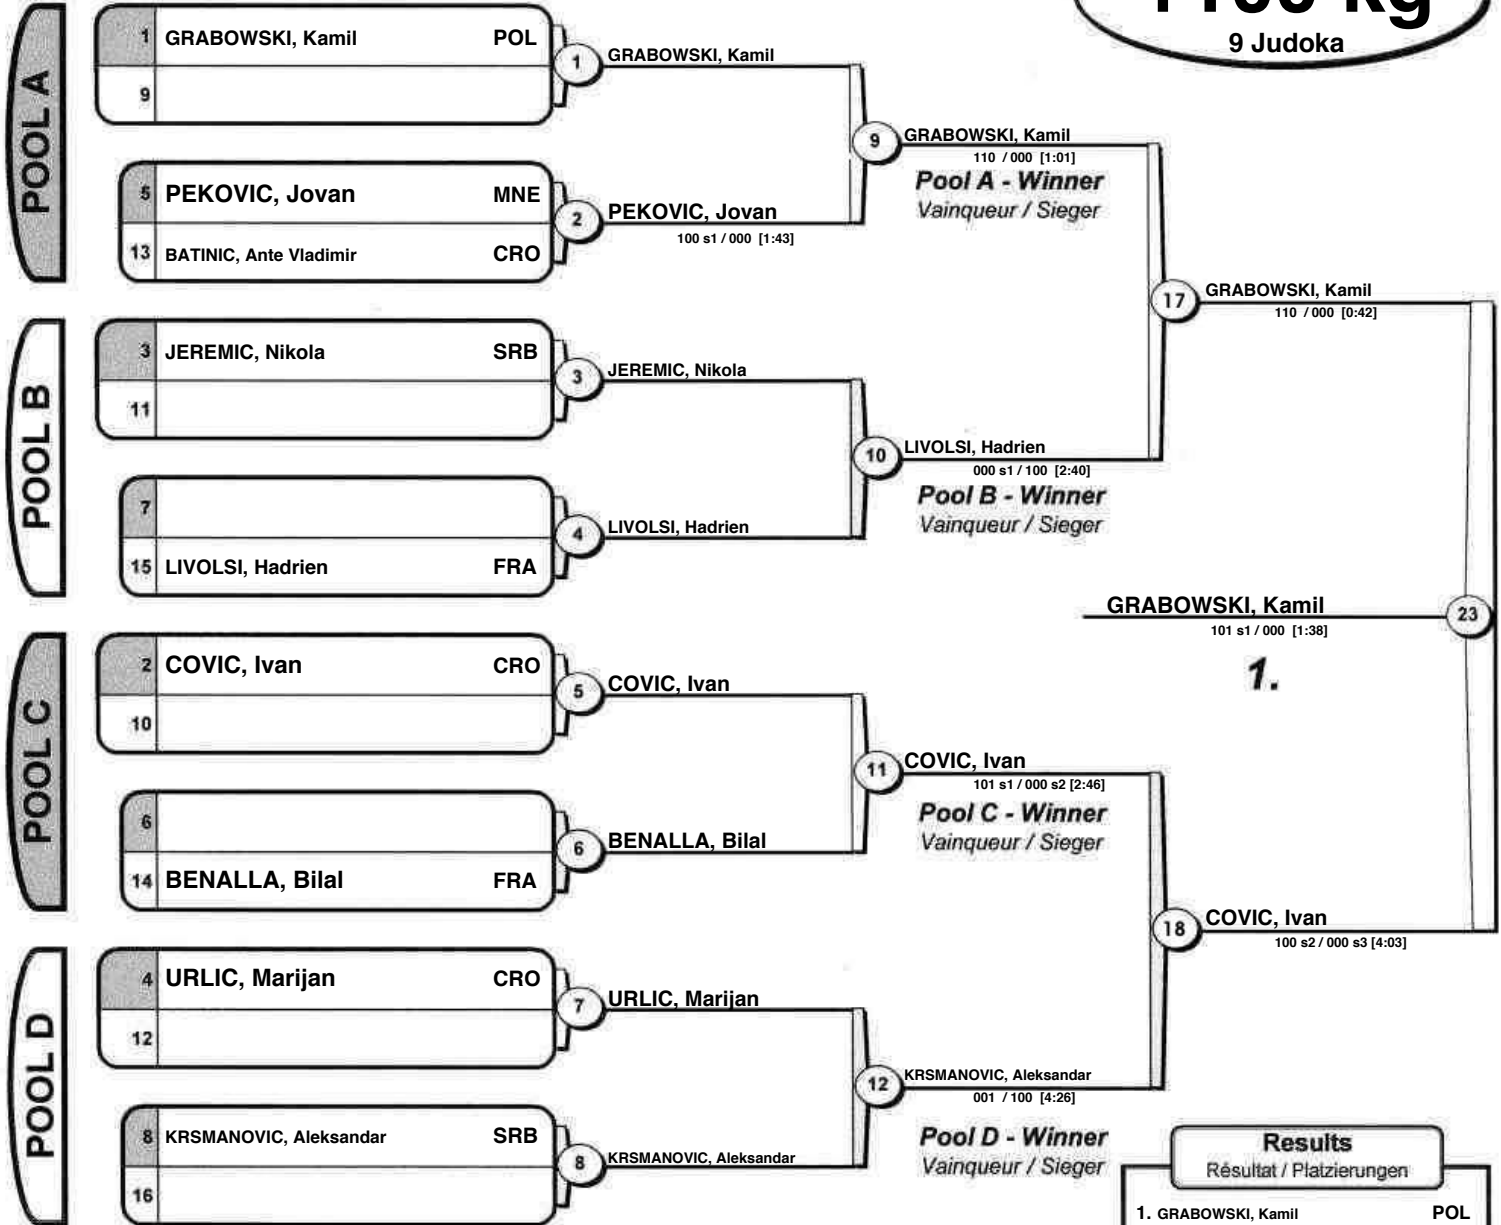 9 Judoka
POOL A
1 GRABOWSKI, Kamil POL
9
1
GRABOWSKI, Kamil
5 PEKOVIC, Jovan MNE
13 BATINIC, Ante Vladimir CRO
2
PEKOVIC, Jovan
100 s1 / 000 [1:43]
9
GRABOWSKI, Kamil
110 / 000 [1:01]
Pool A - Winner
Vainqueur / Sieger
POOL B
3 JEREMIC, Nikola SRB
11
3
JEREMIC, Nikola
7
15 LIVOLSI, Hadrien FRA
4
LIVOLSI, Hadrien
10
LIVOLSI, Hadrien
000 s1 / 100 [2:40]
Pool B - Winner
Vainqueur / Sieger
17
GRABOWSKI, Kamil
110 / 000 [0:42]
GRABOWSKI, Kamil
101 s1 / 000 [1:38]
23
1.
POOL C
2 COVIC, Ivan CRO
10
5
COVIC, Ivan
6
14 BENALLA, Bilal FRA
6
BENALLA, Bilal
11
COVIC, Ivan
101 s1 / 000 s2 [2:46]
Pool C - Winner
Vainqueur / Sieger
18
COVIC, Ivan
100 s2 / 000 s3 [4:03]
POOL D
4 URLIC, Marijan CRO
12
7
URLIC, Marijan
8 KRSMANOVIC, Aleksandar SRB
16
8
KRSMANOVIC, Aleksandar
12
KRSMANOVIC, Aleksandar
001 / 100 [4:26]
Pool D - Winner
Vainqueur / Sieger
Results
Résultat / Platzierungen
1. GRABOWSKI, Kamil POL